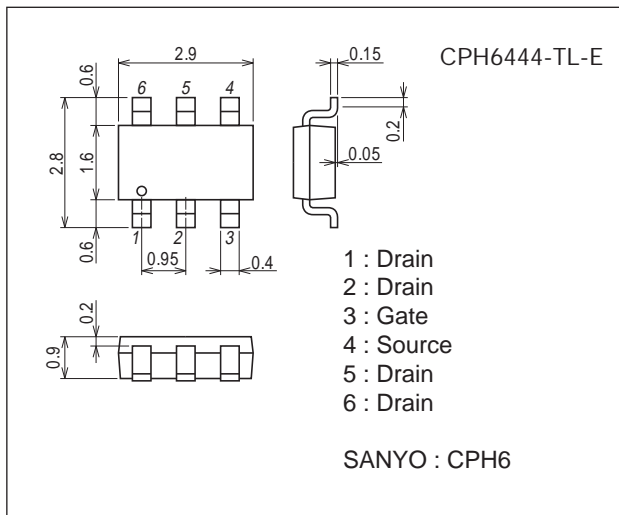 CPH6444-TL-E
2.9
0.15
0.6
6 5 4
0.2
2.8
1.6
0.05
0.6
1 2 3
0.95
0.4
1 : Drain
2 : Drain
3 : Gate
4 : Source
5 : Drain
6 : Drain
0.2
0.9
SANYO : CPH6